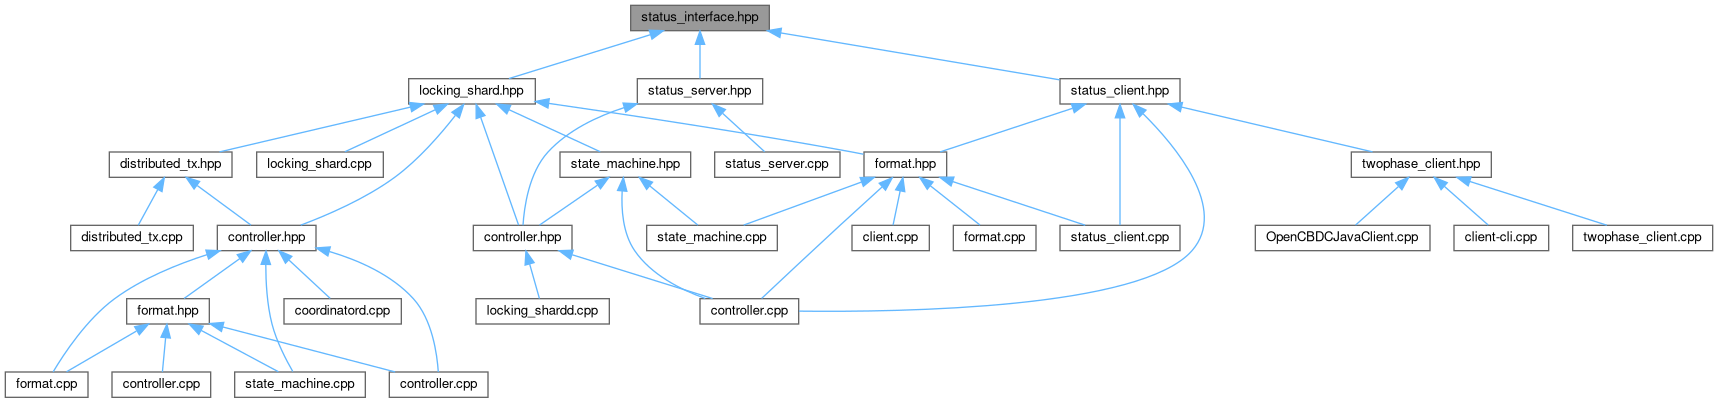 status_interface.hpp
locking_shard.hpp
status_server.hpp
status_client.hpp
distributed_tx.hpp
locking_shard.cpp
state_machine.hpp
status_server.cpp
format.hpp
twophase_client.hpp
distributed_tx.cpp
controller.hpp
controller.hpp
state_machine.cpp
client.cpp
format.cpp
status_client.cpp
OpenCBDCJavaClient.cpp
client-cli.cpp
twophase_client.cpp
format.hpp
coordinatord.cpp
locking_shardd.cpp
controller.cpp
format.cpp
controller.cpp
state_machine.cpp
controller.cpp